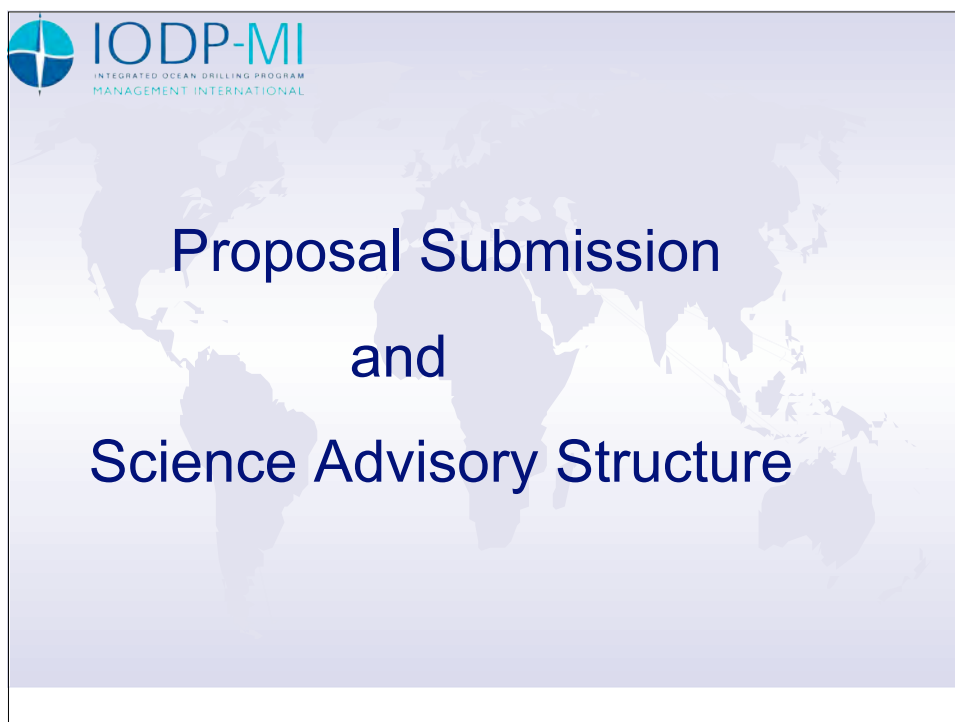 IODP-MI
INTEGRATED OCEAN DRILLING PROGRAM
MANAGEMENT INTERNATIONAL
Proposal Submission
and
Science Advisory Structure